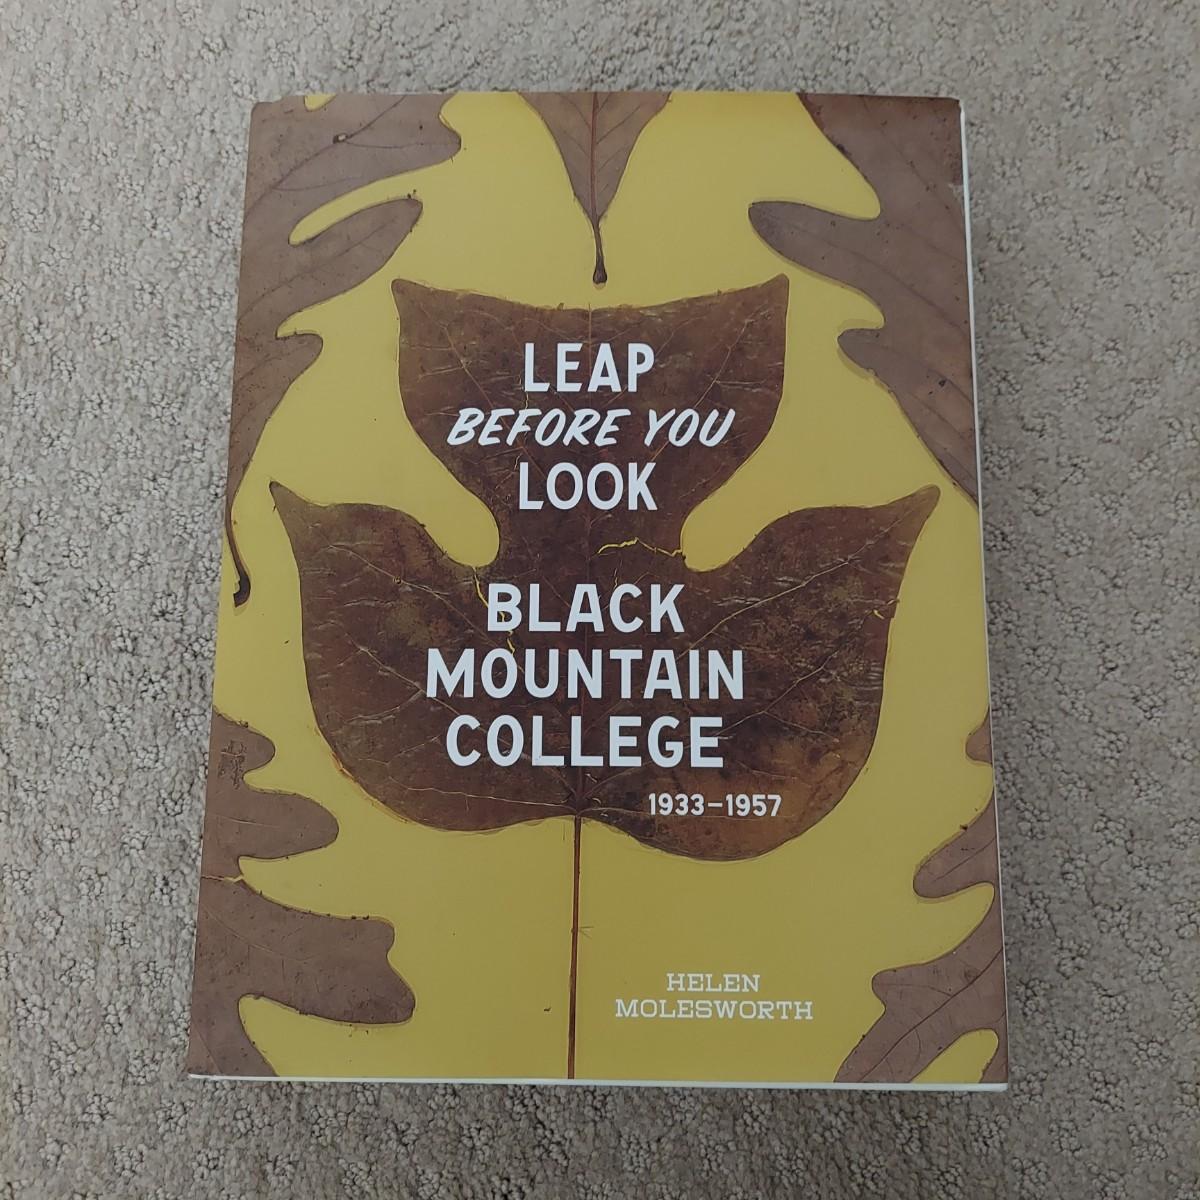 LEAP
BEFORE YOU
LOOK
BLACK
MOUNTAIN
COLLEGE
1933–1957
HELEN
MOLESWORTH